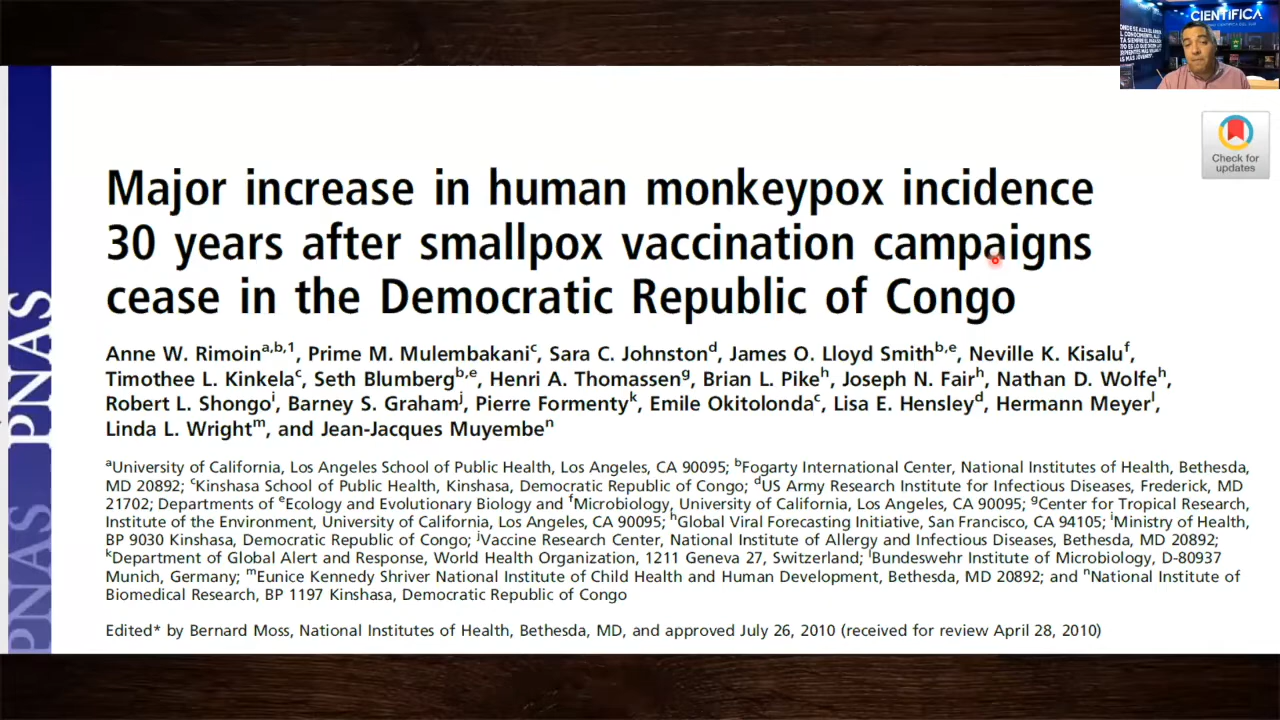 CIENTÍFICA
Check for
updates
PNAS PNAS
Major increase in human monkeypox incidence
30 years after smallpox vaccination campaigns
cease in the Democratic Republic of Congo
Anne W. Rimoin^a,b,1, Prime M. Mulembakani^c, Sara C. Johnston^d, James O. Lloyd Smith^b,e, Neville K. Kisalu^f,
Timothee L. Kinkela^c, Seth Blumberg^b,e, Henri A. Thomassen^g, Brian L. Pike^h, Joseph N. Fair^h, Nathan D. Wolfe^h,
Robert L. Shongo^i, Barney S. Graham^j, Pierre Formenty^k, Emile Okitolonda^c, Lisa E. Hensley^d, Hermann Meyer^l,
Linda L. Wright^m, and Jean-Jacques Muyembe^n
^aUniversity of California, Los Angeles School of Public Health, Los Angeles, CA 90095; ^bFogarty International Center, National Institutes of Health, Bethesda,
MD 20892; ^cKinshasa School of Public Health, Kinshasa, Democratic Republic of Congo; ^dUS Army Research Institute for Infectious Diseases, Frederick, MD
21702; Departments of ^eEcology and Evolutionary Biology and ^fMicrobiology, University of California, Los Angeles, CA 90095; ^gCenter for Tropical Research,
Institute of the Environment, University of California, Los Angeles, CA 90095; ^hGlobal Viral Forecasting Initiative, San Francisco, CA 94105; ^iMinistry of Health,
BP 9030 Kinshasa, Democratic Republic of Congo; ^jVaccine Research Center, National Institute of Allergy and Infectious Diseases, Bethesda, MD 20892;
^kDepartment of Global Alert and Response, World Health Organization, 1211 Geneva 27, Switzerland; ^lBundeswehr Institute of Microbiology, D-80937
Munich, Germany; ^mEunice Kennedy Shriver National Institute of Child Health and Human Development, Bethesda, MD 20892; and ^nNational Institute of
Biomedical Research, BP 1197 Kinshasa, Democratic Republic of Congo
Edited* by Bernard Moss, National Institutes of Health, Bethesda, MD, and approved July 26, 2010 (received for review April 28, 2010)